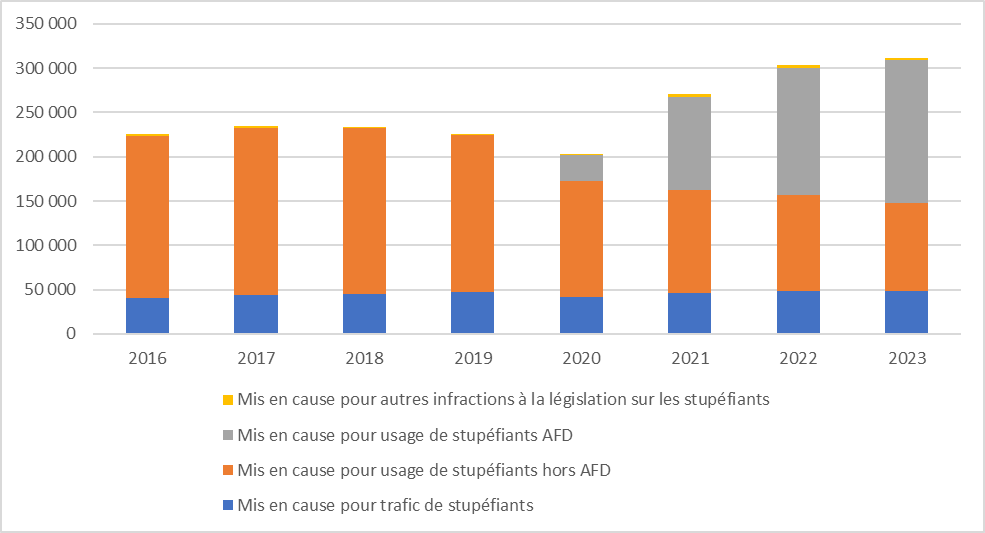 350 000
300 000
250 000
200 000
150 000
100 000
50 000
0
2016 2017 2018 2019 2020 2021 2022 2023
Mis en cause pour autres infractions à la législation sur les stupéfiants
Mis en cause pour usage de stupéfiants AFD
Mis en cause pour usage de stupéfiants hors AFD
Mis en cause pour trafic de stupéfiants